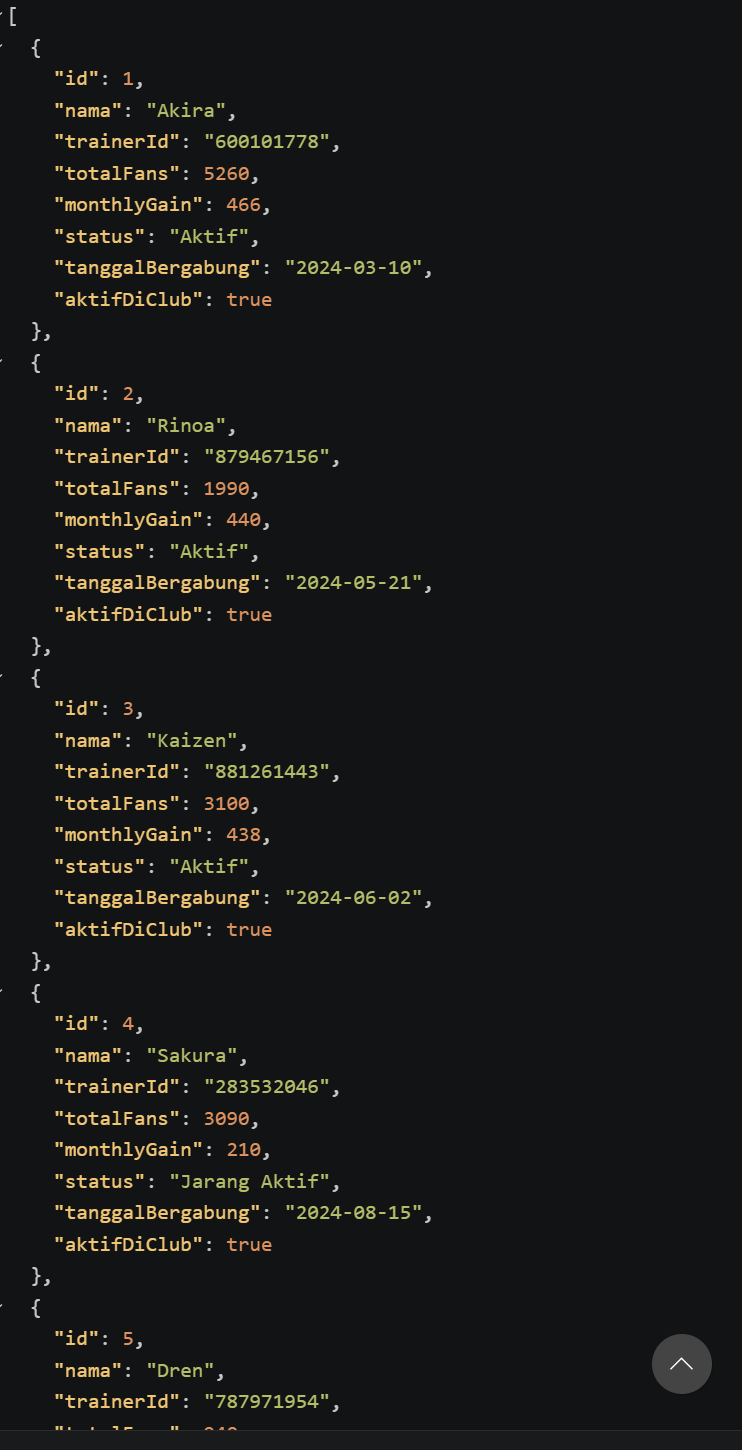 [
{
"id": 1,
"nama": "Akira",
"trainerId": "600101778",
"totalFans": 5260,
"monthlyGain": 466,
"status": "Aktif",
"tanggalBergabung": "2024-03-10",
"aktifDiClub": true
},
{
"id": 2,
"nama": "Rinoa",
"trainerId": "879467156",
"totalFans": 1990,
"monthlyGain": 440,
"status": "Aktif",
"tanggalBergabung": "2024-05-21",
"aktifDiClub": true
},
{
"id": 3,
"nama": "Kaizen",
"trainerId": "881261443",
"totalFans": 3100,
"monthlyGain": 438,
"status": "Aktif",
"tanggalBergabung": "2024-06-02",
"aktifDiClub": true
},
{
"id": 4,
"nama": "Sakura",
"trainerId": "283532046",
"totalFans": 3090,
"monthlyGain": 210,
"status": "Jarang Aktif",
"tanggalBergabung": "2024-08-15",
"aktifDiClub": true
},
{
"id": 5,
"nama": "Dren",
"trainerId": "787971954",